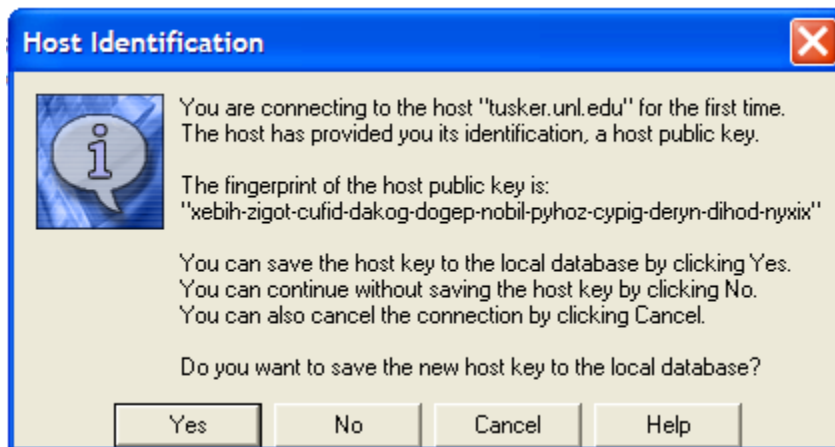 Host Identification
You are connecting to the host "tusker.unl.edu" for the first time.
The host has provided you its identification, a host public key.
The fingerprint of the host public key is:
"xebih-zigot-cufid-dakog-dogep-nobil-pyhoz-cypig-deryn-dihod-nyxix"
You can save the host key to the local database by clicking Yes.
You can continue without saving the host key by clicking No.
You can also cancel the connection by clicking Cancel.
Do you want to save the new host key to the local database?
Yes No Cancel Help